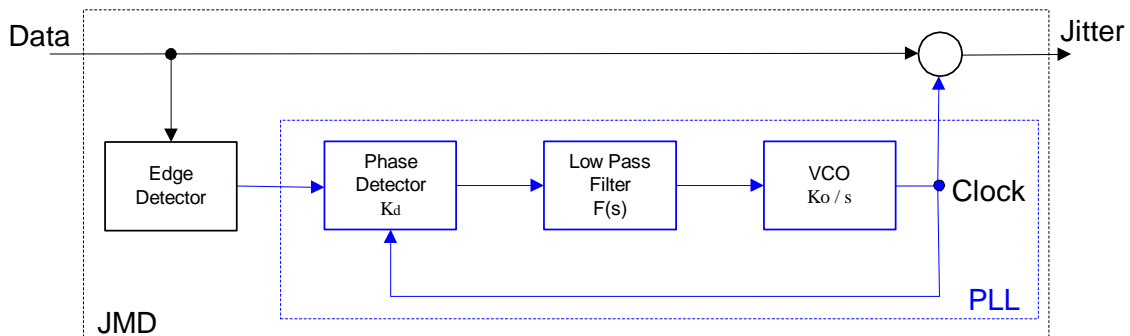 Data
Jitter
Edge
Detector
Phase
Detector
Kd
Low Pass
Filter
F(s)
VCO
Ko / s
Clock
PLL
JMD